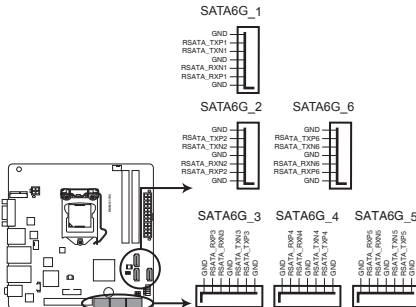 SATA6G_1
GND
RSATA_TXP1
RSATA_TXN1
GND
RSATA_RXN1
RSATA_RXP1
GND
SATA6G_2
GND
RSATA_TXP2
RSATA_TXN2
GND
RSATA_RXN2
RSATA_RXP2
GND
SATA6G_6
GND
RSATA_TXP6
RSATA_TXN6
GND
RSATA_RXN6
RSATA_RXP6
GND
SATA6G_3
GND
RSATA_RXP3
RSATA_RXN3
GND
RSATA_TXN3
RSATA_TXP3
GND
SATA6G_4
GND
RSATA_RXP4
RSATA_RXN4
GND
RSATA_TXN4
RSATA_TXP4
GND
SATA6G_5
GND
RSATA_RXP5
RSATA_RXN5
GND
RSATA_TXN5
RSATA_TXP5
GND